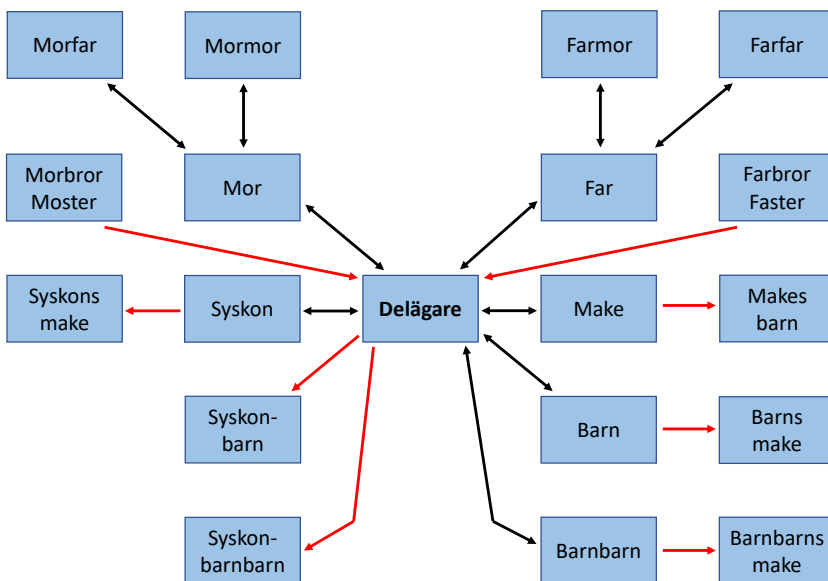 Morfar
Mormor
Farmor
Farfar
Morbror
Moster
Mor
Far
Farbror
Faster
Syskons
make
Syskon
Delägare
Make
Makes
barn
Syskon-
barn
Barn
Barns
make
Syskon-
barnbarn
Barnbarn
Barnbarns
make